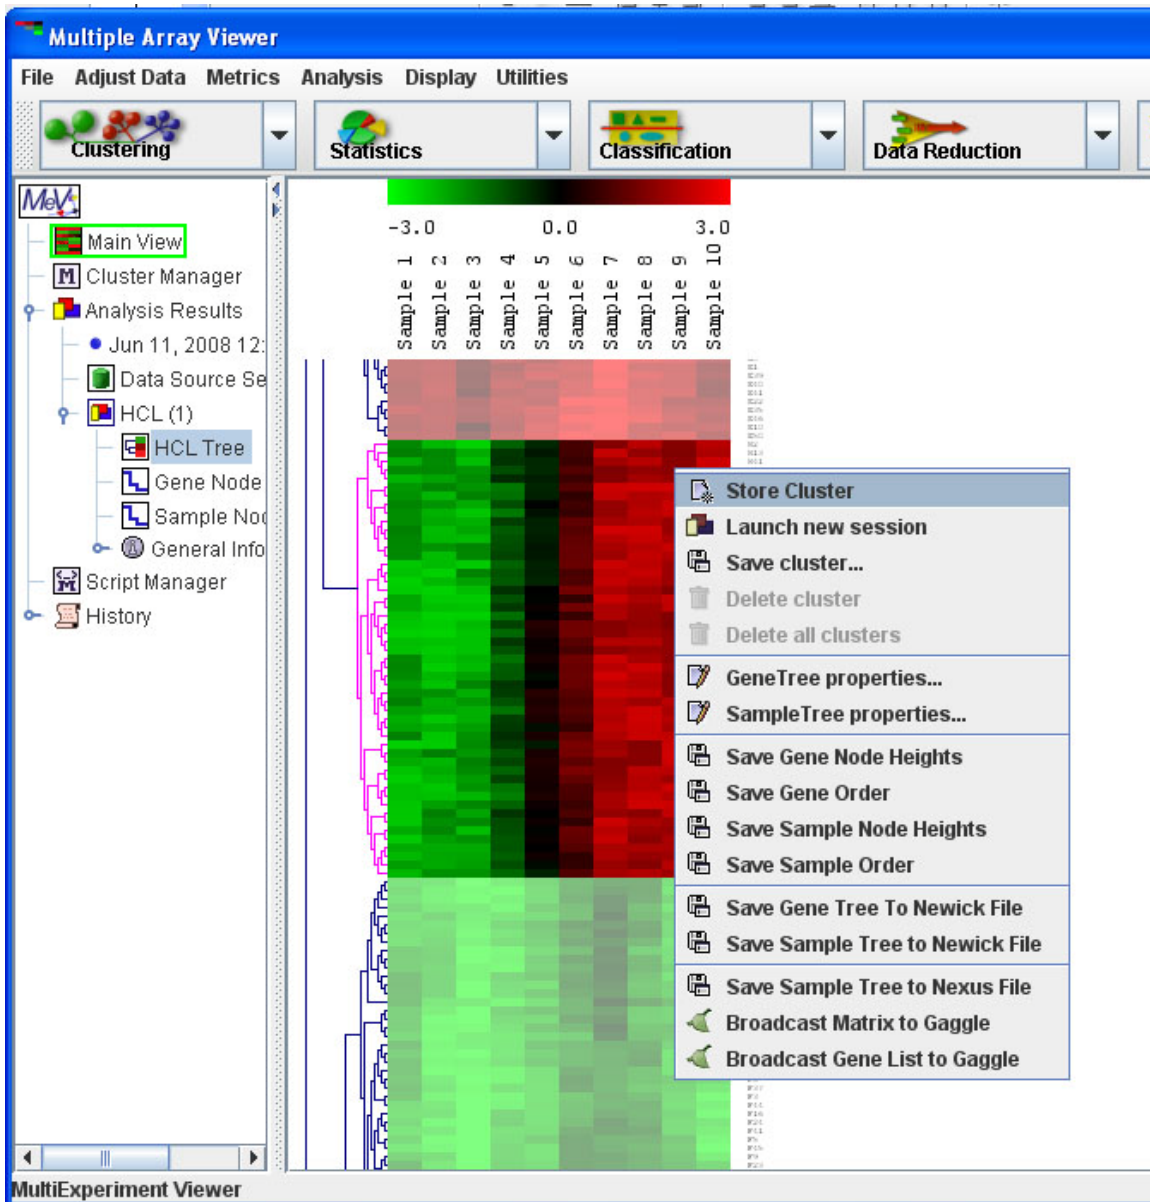 Multiple Array Viewer
File Adjust Data Metrics Analysis Display Utilities
Clustering Statistics Classification Data Reduction
MeV
Main View
Cluster Manager
Analysis Results
Jun 11, 2008 12:
Data Source Se
HCL (1)
HCL Tree
Gene Node
Sample Noc
General Info
Script Manager
History
-3.0 0.0 3.0
Sample 1
Sample 2
Sample 3
Sample 4
Sample 5
Sample 6
Sample 7
Sample 8
Sample 9
Sample 10
Store Cluster
Launch new session
Save cluster...
Delete cluster
Delete all clusters
GeneTree properties...
SampleTree properties...
Save Gene Node Heights
Save Gene Order
Save Sample Node Heights
Save Sample Order
Save Gene Tree To Newick File
Save Sample Tree to Newick File
Save Sample Tree to Nexus File
Broadcast Matrix to Gaggle
Broadcast Gene List to Gaggle
MultiExperiment Viewer